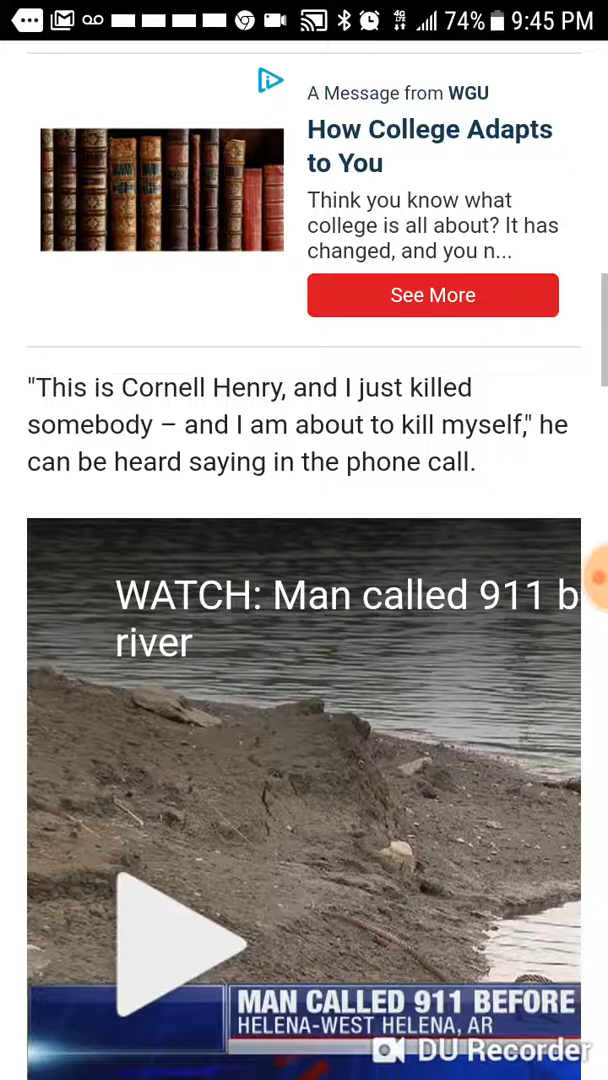 74% 9:45 PM
A Message from WGU
How College Adapts
to You
Think you know what
college is all about? It has
changed, and you n...
See More
"This is Cornell Henry, and I just killed
somebody – and I am about to kill myself," he
can be heard saying in the phone call.
WATCH: Man called 911 b
river
MAN CALLED 911 BEFORE
HELENA-WEST HELENA, AR
DU Recorder